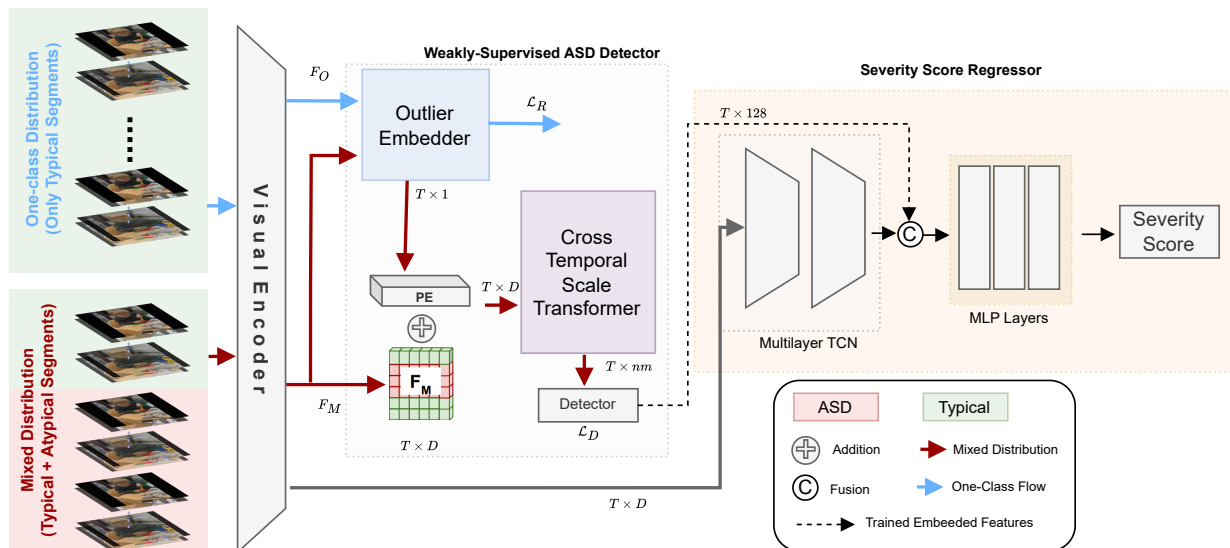 One-class Distribution
(Only Typical Segments)
Mixed Distribution
(Typical + Atypical Segments)
Visual Encoder
Weakly-Supervised ASD Detector
F_O
F_M
Outlier
Embedder
ℒ_R
T × 1
PE
T × D
F_M
T × D
Cross
Temporal
Scale
Transformer
T × nm
Detector
ℒ_D
T × D
Severity Score Regressor
T × 128
Multilayer TCN
C
MLP Layers
Severity
Score
ASD
Typical
Addition
Mixed Distribution
C
Fusion
One-Class Flow
Trained Embeeded Features